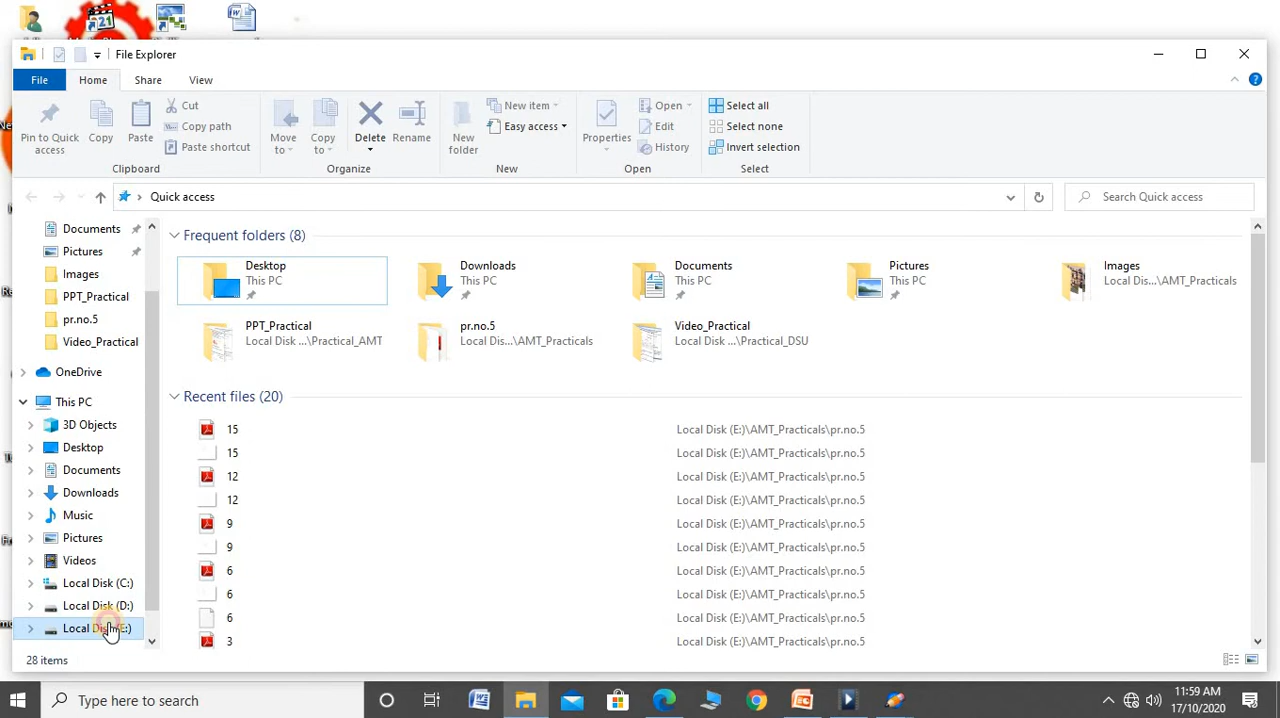 File Explorer
File Home Share View
Pin to Quick access
Copy
Paste
Cut
Copy path
Paste shortcut
Clipboard
Move to
Copy to
Delete
Rename
Organize
New folder
New item
Easy access
New
Properties
Open
Edit
History
Open
Select all
Select none
Invert selection
Select
Quick access
Search Quick access
Documents
Pictures
Images
PPT_Practical
pr.no.5
Video_Practical
OneDrive
This PC
3D Objects
Desktop
Documents
Downloads
Music
Pictures
Videos
Local Disk (C:)
Local Disk (D:)
Frequent folders (8)
Desktop
This PC
Downloads
This PC
Documents
This PC
Pictures
This PC
Images
Local Dis...\AMT_Practicals
PPT_Practical
Local Disk ...\Practical_AMT
pr.no.5
Local Dis...\AMT_Practicals
Video_Practical
Local Disk ...\Practical_DSU
Recent files (20)
15 Local Disk (E:)\AMT_Practicals\pr.no.5
15 Local Disk (E:)\AMT_Practicals\pr.no.5
12 Local Disk (E:)\AMT_Practicals\pr.no.5
12 Local Disk (E:)\AMT_Practicals\pr.no.5
9 Local Disk (E:)\AMT_Practicals\pr.no.5
9 Local Disk (E:)\AMT_Practicals\pr.no.5
6 Local Disk (E:)\AMT_Practicals\pr.no.5
6 Local Disk (E:)\AMT_Practicals\pr.no.5
6 Local Disk (E:)\AMT_Practicals\pr.no.5
3 Local Disk (E:)\AMT_Practicals\pr.no.5
28 items
Type here to search
11:59 AM
17/10/2020